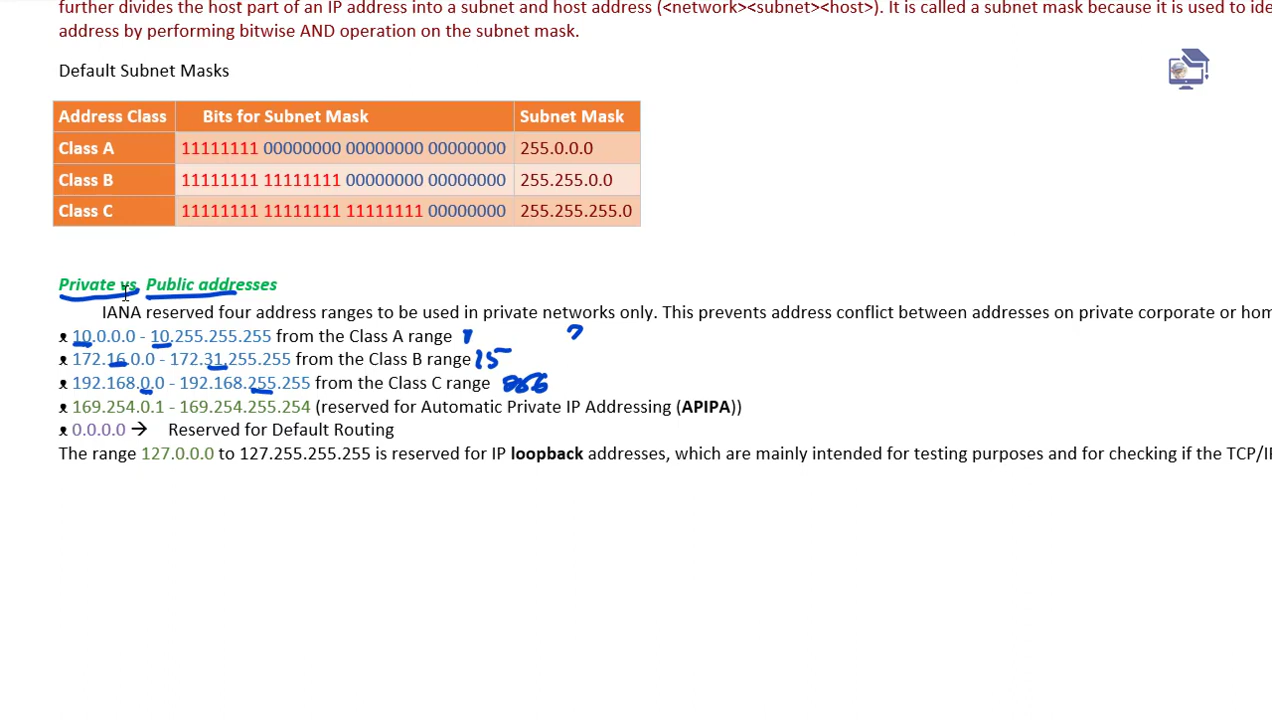 further divides the host part of an IP address into a subnet and host address (<network><subnet><host>). It is called a subnet mask because it is used to ide
address by performing bitwise AND operation on the subnet mask.
Default Subnet Masks
Address Class Bits for Subnet Mask Subnet Mask
Class A 11111111 00000000 00000000 00000000 255.0.0.0
Class B 11111111 11111111 00000000 00000000 255.255.0.0
Class C 11111111 11111111 11111111 00000000 255.255.255.0
Private vs. Public addresses
IANA reserved four address ranges to be used in private networks only. This prevents address conflict between addresses on private corporate or hom
10.0.0.0 - 10.255.255.255 from the Class A range 1 ?
172.16.0.0 - 172.31.255.255 from the Class B range 15
192.168.0.0 - 192.168.255.255 from the Class C range
169.254.0.1 - 169.254.255.254 (reserved for Automatic Private IP Addressing (APIPA))
0.0.0.0 → Reserved for Default Routing
The range 127.0.0.0 to 127.255.255.255 is reserved for IP loopback addresses, which are mainly intended for testing purposes and for checking if the TCP/IP